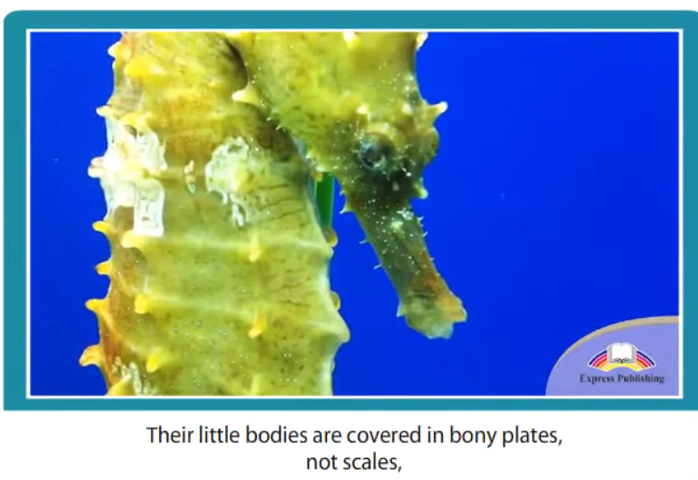 Express Publishing
Their little bodies are covered in bony plates,
not scales,